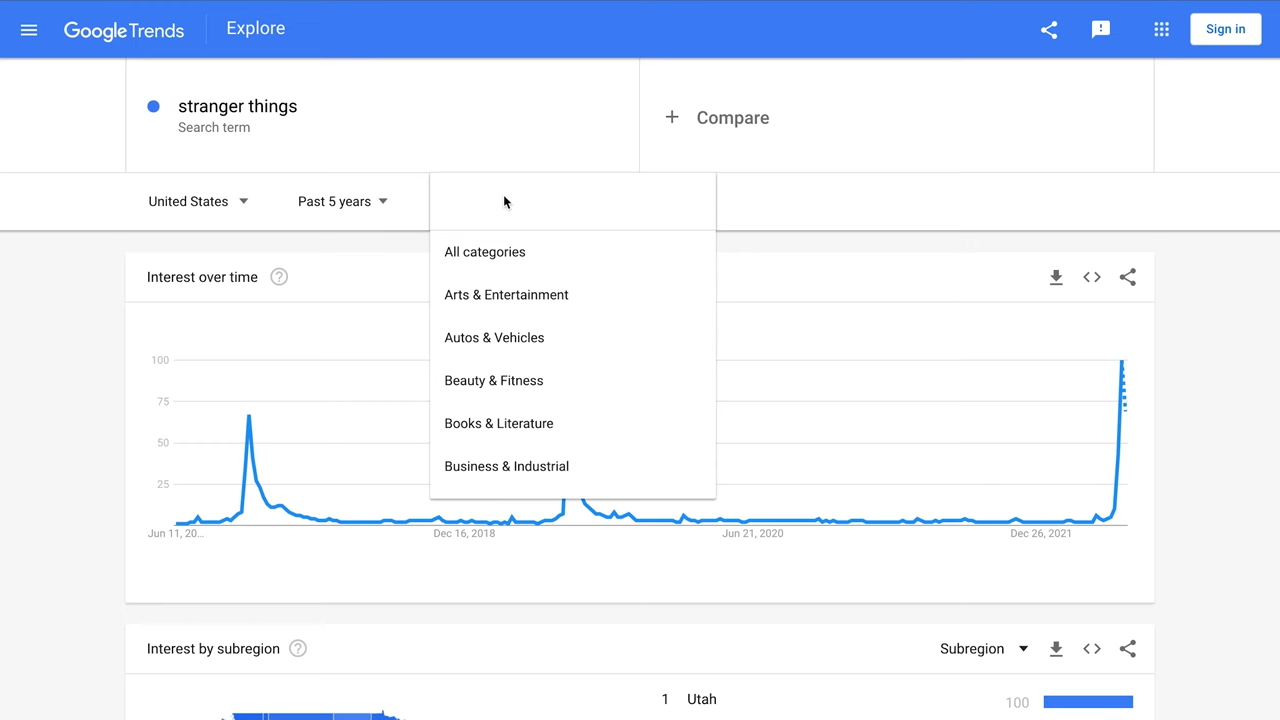 GoogleTrends
Explore
Sign in
stranger things
Search term
+ Compare
United States
Past 5 years
All categories
Arts & Entertainment
Autos & Vehicles
Beauty & Fitness
Books & Literature
Business & Industrial
Interest over time
100
75
50
25
Jun 11, 20...
Dec 16, 2018
Jun 21, 2020
Dec 26, 2021
Interest by subregion
Subregion
1 Utah 100